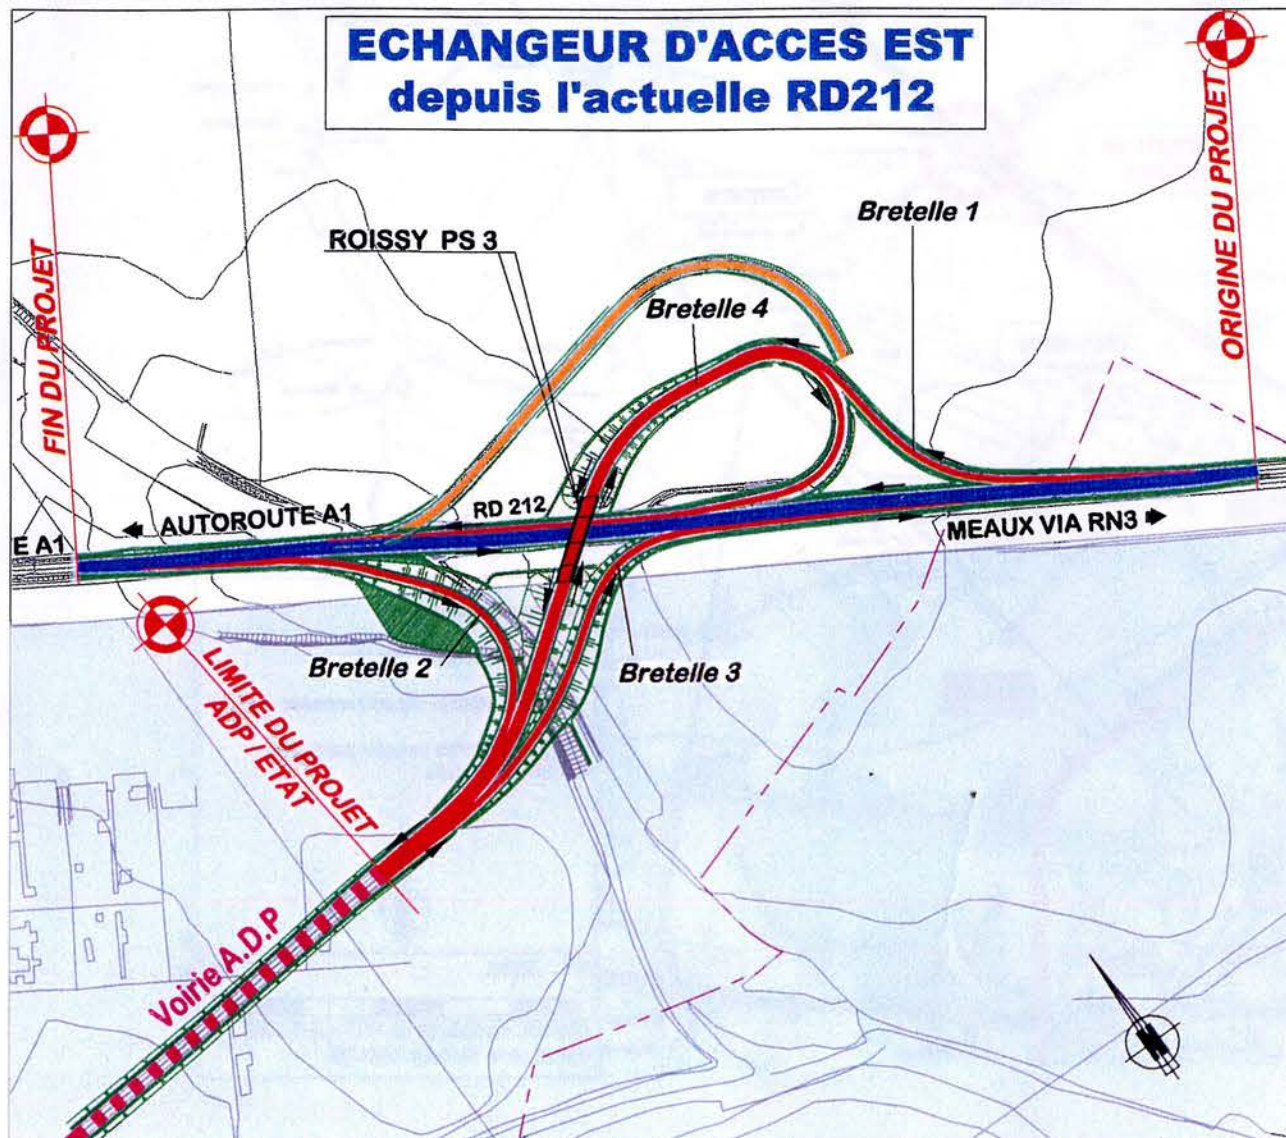 ECHANGEUR D'ACCES EST
depuis l'actuelle RD212
FIN DU PROJET
ORIGINE DU PROJET
ROISSY PS 3
Bretelle 1
Bretelle 4
RD 212
AUTOROUTE A1
E A1
MEAUX VIA RN3
Bretelle 2
Bretelle 3
LIMITE DU PROJET
ADP / ETAT
Voirie A.D.P